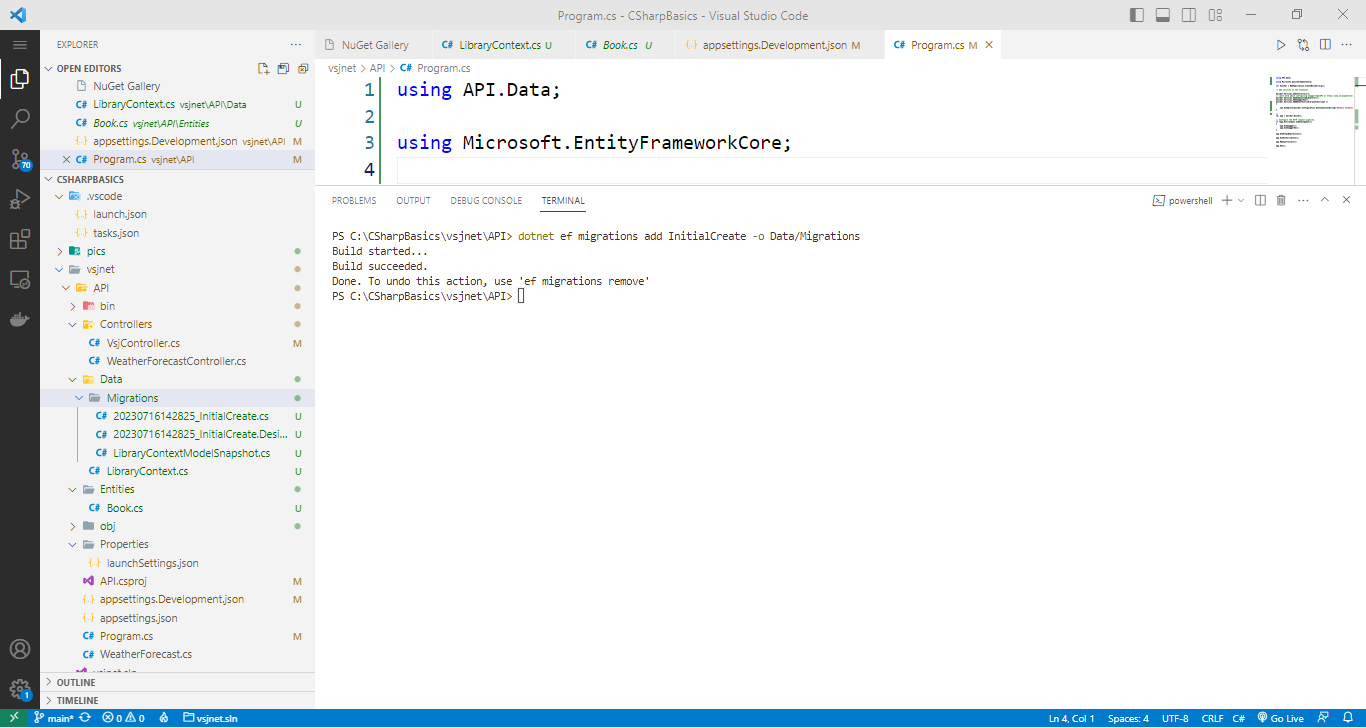 Program.cs - CSharpBasics - Visual Studio Code
EXPLORER
OPEN EDITORS
NuGet Gallery
LibraryContext.cs vsjnet\API\Data U
Book.cs vsjnet\API\Entities U
appsettings.Development.json vsjnet\API M
Program.cs vsjnet\API M
CSHARPBASICS
.vscode
launch.json
tasks.json
pics
vsjnet
API
bin
Controllers
VsjController.cs M
WeatherForecastController.cs
Data
Migrations
20230716142825_InitialCreate.cs U
20230716142825_InitialCreate.Desi... U
LibraryContextModelSnapshot.cs U
LibraryContext.cs U
Entities
Book.cs U
obj
Properties
launchSettings.json
API.csproj M
appsettings.Development.json M
appsettings.json
Program.cs M
WeatherForecast.cs
vsjnet.sln
OUTLINE
TIMELINE
70
1
NuGet Gallery
C# LibraryContext.cs U
C# Book.cs U
appsettings.Development.json M
C# Program.cs M
vsjnet > API > C# Program.cs
1 using API.Data;
2
3 using Microsoft.EntityFrameworkCore;
4
PROBLEMS OUTPUT DEBUG CONSOLE TERMINAL
powershell
PS C:\CSharpBasics\vsjnet\API> dotnet ef migrations add InitialCreate -o Data/Migrations
Build started...
Build succeeded.
Done. To undo this action, use 'ef migrations remove'
PS C:\CSharpBasics\vsjnet\API>
main* 0 0 vsjnet.sln Ln 4, Col 1 Spaces: 4 UTF-8 CRLF C# Go Live